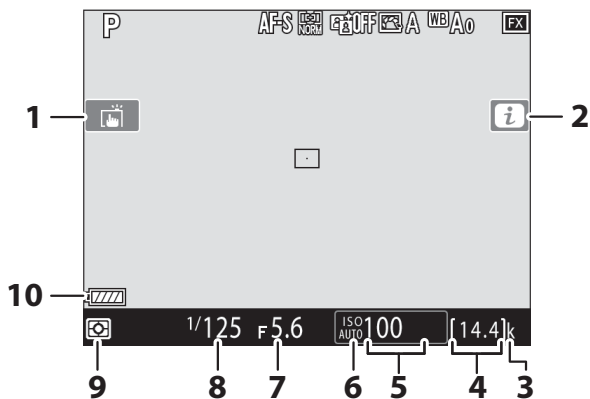 P AF-S NORM OFF A WB A0 FX
1 i 2
10
1/125 F5.6 ISO AUTO 100 [14.4]k
9 8 7 6 5 4 3